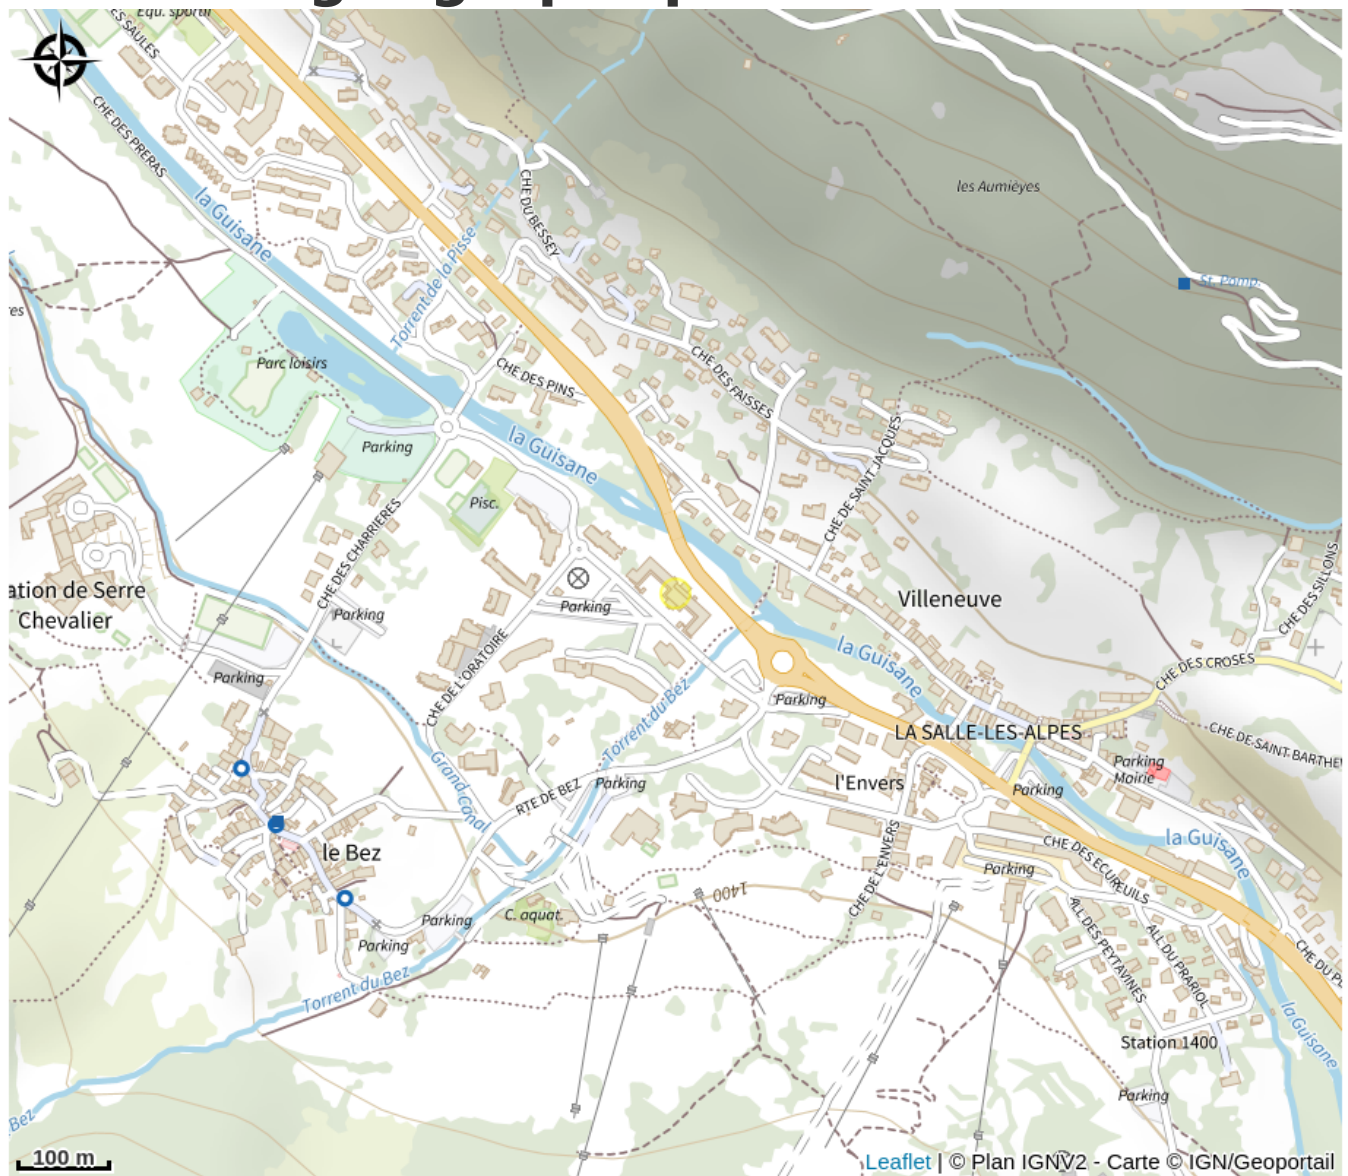 Equ. sportif
ES SAULES
CHE DES PRERAS
la Guisane
Torrent de la Pisse
CHE DU BESSEY
les Aumièyes
St. Pomp.
res
Parc loisirs
CHE DES PINS
CHE DES FAISSES
Parking
la Guisane
CHE DE SAINT JACQUES
Pisc.
CHE DES CHARRIERES
ation de Serre
Chevalier
Parking
Parking
Villeneuve
CHE DES SILLONS
la Guisane
CHE DE L'ORATOIRE
CHE DES CROSES
Parking
Torrent du Bez
Parking
LA SALLE-LES-ALPES
CHE DE SAINT BARTHE
Grand Canal
Parking
Mairie
Parking
l'Envers
Parking
RTE DE BEZ
la Guisane
le Bez
CHE DE L'ENVERS
CHE DES ECUREUILS
Parking
1400
C. aquat.
Parking
Parking
ALL DES PEYTAVINES
ALL DU PRARIOL
CHE DU P
Torrent du Bez
la Guisane
Station 1400
Parking
Bez
100 m
Leaflet | © Plan IGNV2 - Carte © IGN/Geoportail